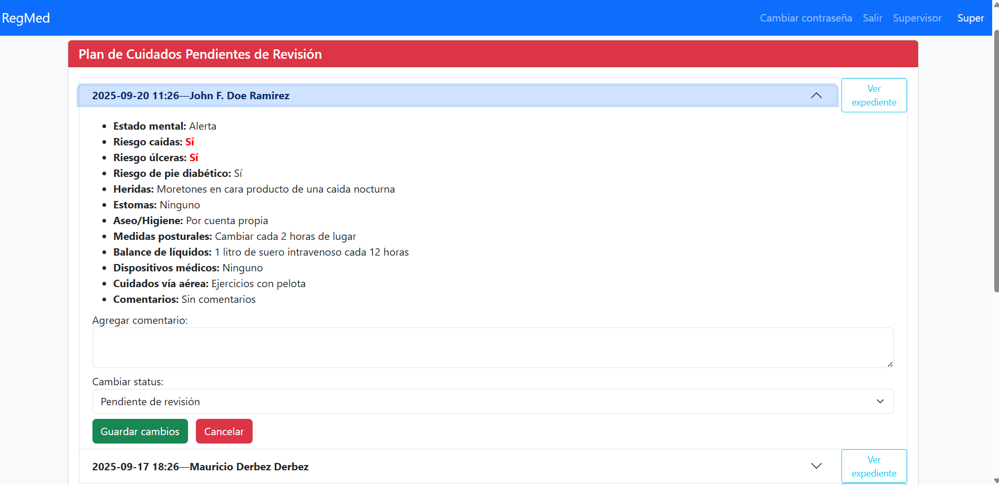 RegMed
Cambiar contraseña Salir Supervisor Super
Plan de Cuidados Pendientes de Revisión
2025-09-20 11:26—John F. Doe Ramirez
Ver
expediente
Estado mental: Alerta
Riesgo caídas: Sí
Riesgo úlceras: Sí
Riesgo de pie diabético: Sí
Heridas: Moretones en cara producto de una caida nocturna
Estomas: Ninguno
Aseo/Higiene: Por cuenta propia
Medidas posturales: Cambiar cada 2 horas de lugar
Balance de líquidos: 1 litro de suero intravenoso cada 12 horas
Dispositivos médicos: Ninguno
Cuidados vía aérea: Ejercicios con pelota
Comentarios: Sin comentarios
Agregar comentario:
Cambiar status:
Pendiente de revisión
Guardar cambios Cancelar
2025-09-17 18:26—Mauricio Derbez Derbez
Ver
expediente